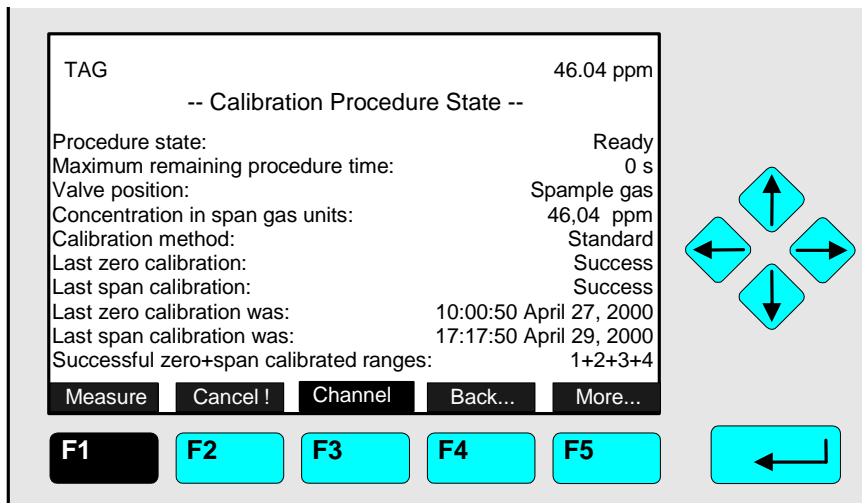 TAG 46.04 ppm
-- Calibration Procedure State --
Procedure state: Ready
Maximum remaining procedure time: 0 s
Valve position: Spample gas
Concentration in span gas units: 46,04 ppm
Calibration method: Standard
Last zero calibration: Success
Last span calibration: Success
Last zero calibration was: 10:00:50 April 27, 2000
Last span calibration was: 17:17:50 April 29, 2000
Successful zero+span calibrated ranges: 1+2+3+4
Measure Cancel ! Channel Back... More...
F1 F2 F3 F4 F5